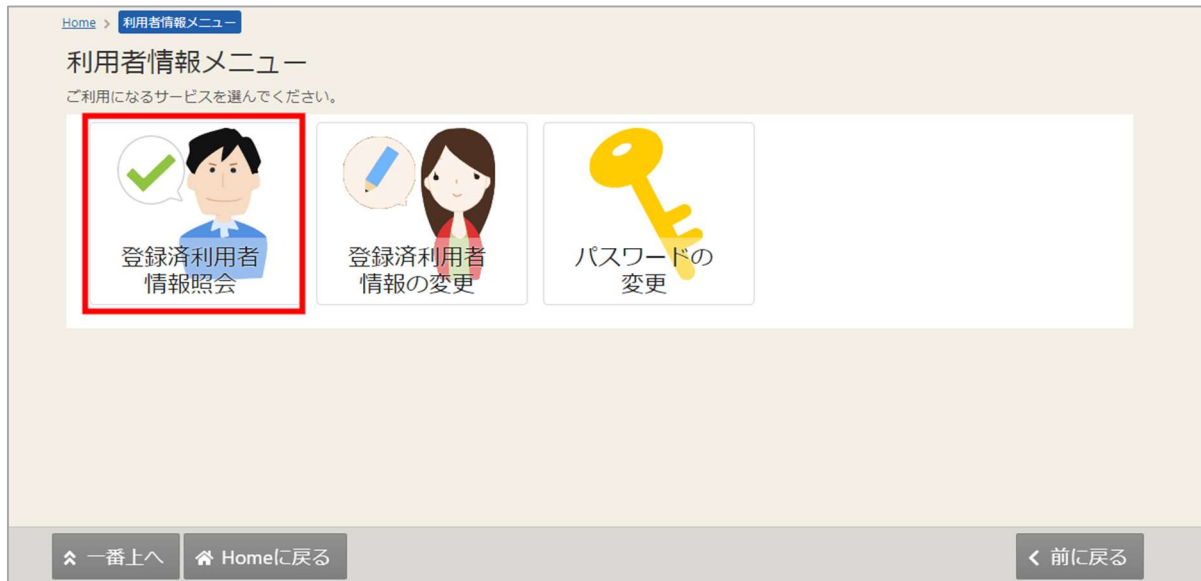 Home > 利用者情報メニュー
利用者情報メニュー
ご利用になるサービスを選んでください。
登録済利用者
情報照会
登録済利用者
情報の変更
パスワードの
変更
一番上へ
Homeに戻る
前に戻る